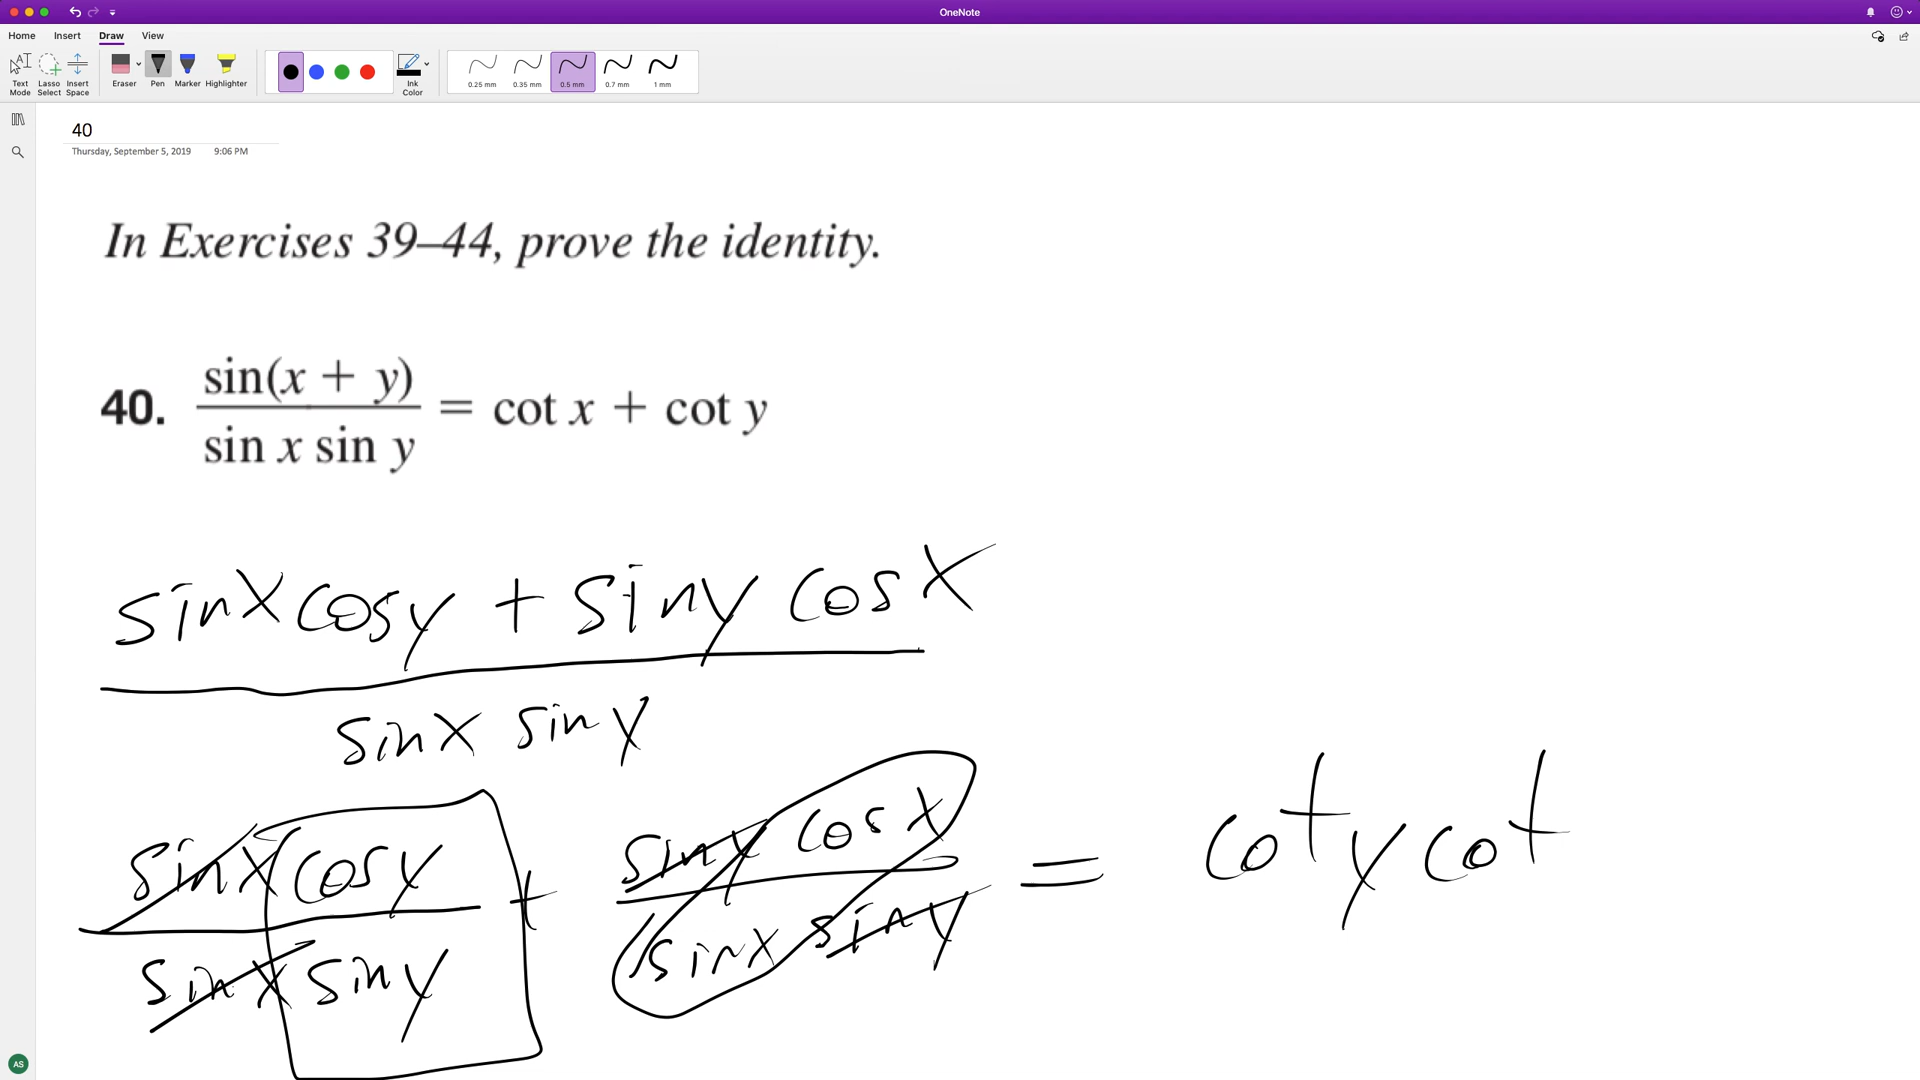 OneNote
Home Insert Draw View
Text Mode Lasso Select Insert Space Eraser Pen Marker Highlighter Ink Color 0.25 mm 0.35 mm 0.5 mm 0.7 mm 1 mm
40
Thursday, September 5, 2019 9:06 PM
In Exercises 39–44, prove the identity.
40. sin(x + y) / sin x sin y = cot x + cot y
sinx cosy + siny cosx
sinx siny
sinx cosy + siny cosx = coty cot
sinx siny sinx siny
AS